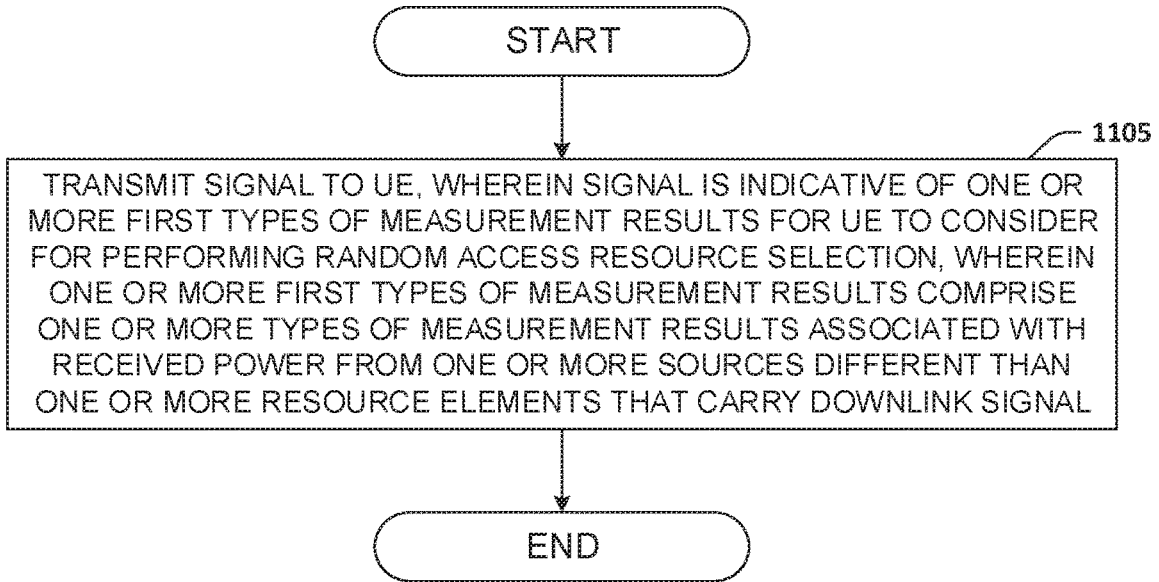 START
1105
TRANSMIT SIGNAL TO UE, WHEREIN SIGNAL IS INDICATIVE OF ONE OR
MORE FIRST TYPES OF MEASUREMENT RESULTS FOR UE TO CONSIDER
FOR PERFORMING RANDOM ACCESS RESOURCE SELECTION, WHEREIN
ONE OR MORE FIRST TYPES OF MEASUREMENT RESULTS COMPRISE
ONE OR MORE TYPES OF MEASUREMENT RESULTS ASSOCIATED WITH
RECEIVED POWER FROM ONE OR MORE SOURCES DIFFERENT THAN
ONE OR MORE RESOURCE ELEMENTS THAT CARRY DOWNLINK SIGNAL
END